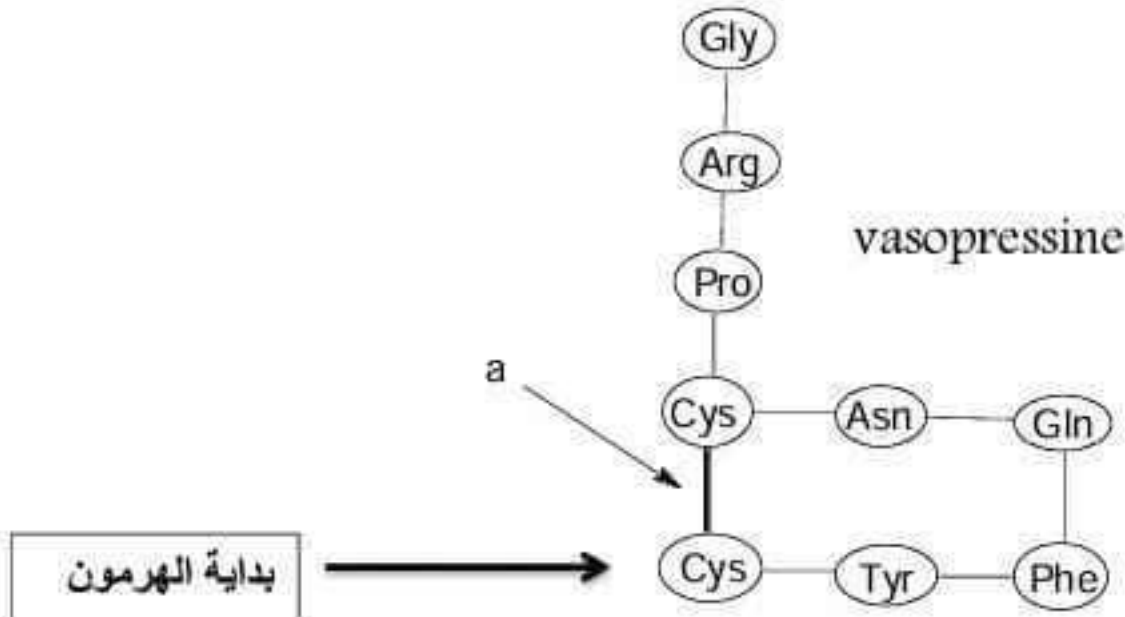 Gly
Arg
vasopressine
Pro
a
Cys Asn Gln
بداية الهرمون
Cys Tyr Phe